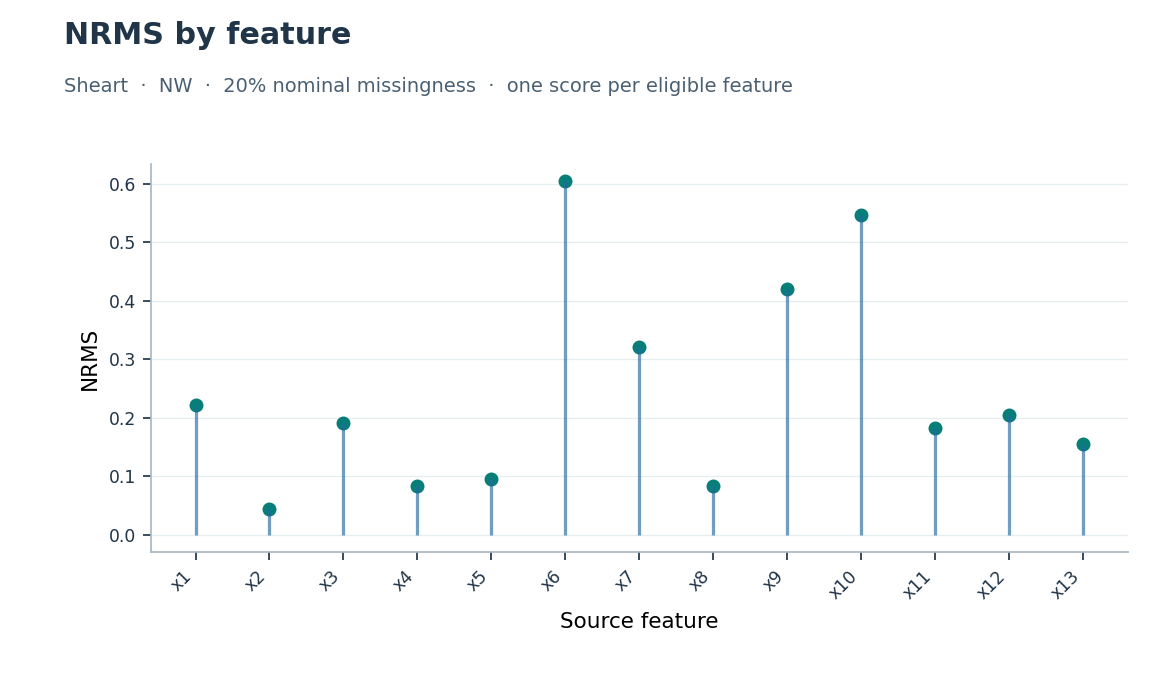 NRMS by feature
Sheart · NW · 20% nominal missingness · one score per eligible feature
NRMS
0.6
0.5
0.4
0.3
0.2
0.1
0.0
x1 x2 x3 x4 x5 x6 x7 x8 x9 x10 x11 x12 x13
Source feature